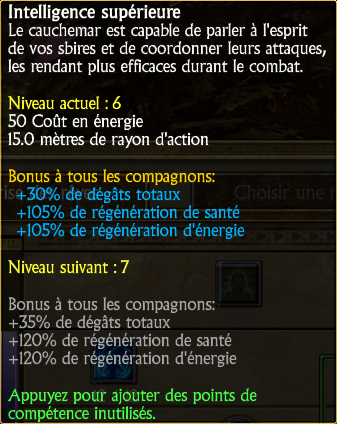 Intelligence supérieure
Le cauchemar est capable de parler à l'esprit
de vos sbires et de coordonner leurs attaques,
les rendant plus efficaces durant le combat.
Niveau actuel : 6
50 Coût en énergie
15.0 mètres de rayon d'action
Bonus à tous les compagnons:
+30% de dégâts totaux
+105% de régénération de santé
+105% de régénération d'énergie
Niveau suivant : 7
Bonus à tous les compagnons:
+35% de dégâts totaux
+120% de régénération de santé
+120% de régénération d'énergie
Appuyez pour ajouter des points de
compétence inutilisés.
Choisir une